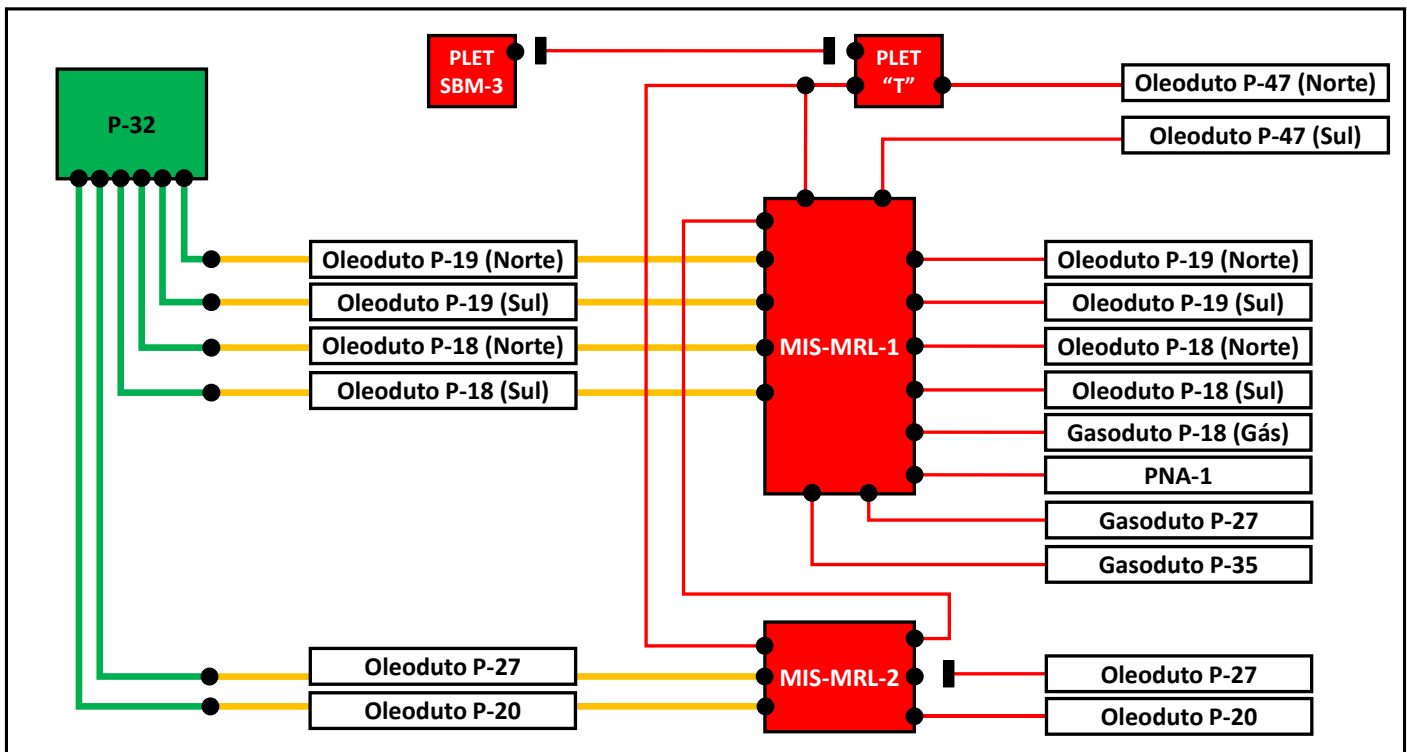 PLET
SBM-3
PLET
“T”
Oleoduto P-47 (Norte)
P-32
Oleoduto P-47 (Sul)
Oleoduto P-19 (Norte)
Oleoduto P-19 (Norte)
Oleoduto P-19 (Sul)
Oleoduto P-19 (Sul)
Oleoduto P-18 (Norte)
MIS-MRL-1
Oleoduto P-18 (Norte)
Oleoduto P-18 (Sul)
Oleoduto P-18 (Sul)
Gasoduto P-18 (Gás)
PNA-1
Gasoduto P-27
Gasoduto P-35
Oleoduto P-27
MIS-MRL-2
Oleoduto P-27
Oleoduto P-20
Oleoduto P-20